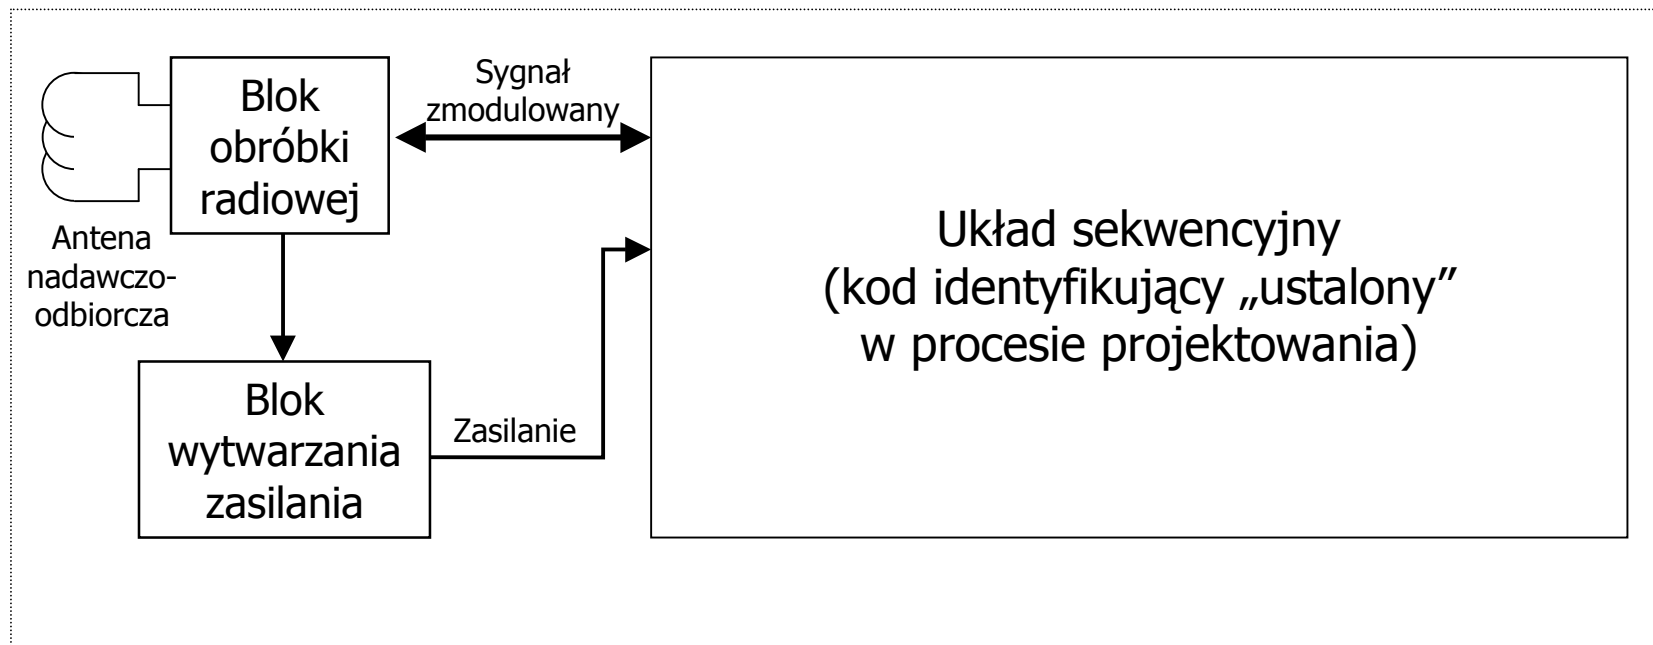 Blok
obróbki
radiowej
Sygnał
zmodulowany
Antena
nadawczo-
odbiorcza
Blok
wytwarzania
zasilania
Zasilanie
Układ sekwencyjny
(kod identyfikujący „ustalony”
w procesie projektowania)